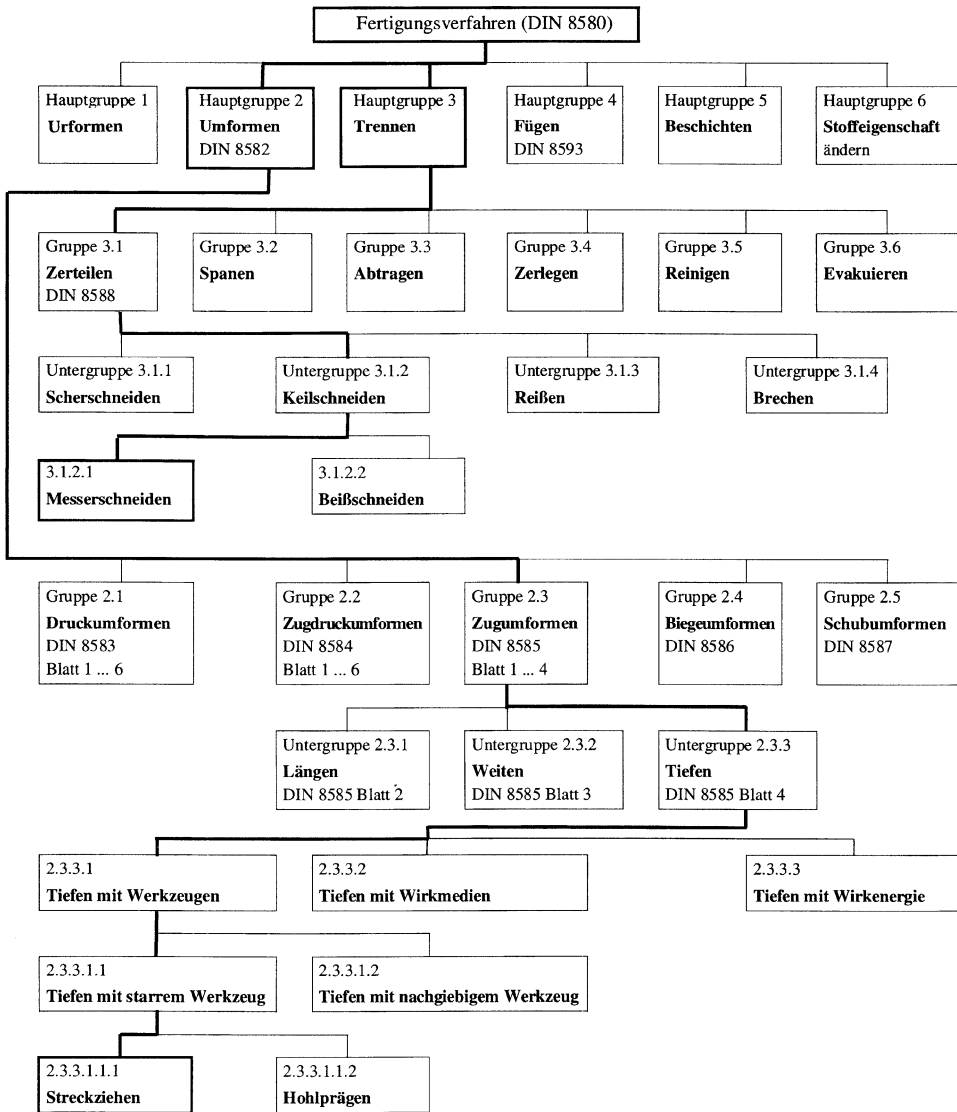 Fertigungsverfahren (DIN 8580)
Hauptgruppe 1
Urformen
Hauptgruppe 2
Umformen
DIN 8582
Hauptgruppe 3
Trennen
Hauptgruppe 4
Fügen
DIN 8593
Hauptgruppe 5
Beschichten
Hauptgruppe 6
Stoffeigenschaft
ändern
Gruppe 3.1
Zerteilen
DIN 8588
Gruppe 3.2
Spanen
Gruppe 3.3
Abtragen
Gruppe 3.4
Zerlegen
Gruppe 3.5
Reinigen
Gruppe 3.6
Evakuieren
Untergruppe 3.1.1
Scherschneiden
Untergruppe 3.1.2
Keilschneiden
Untergruppe 3.1.3
Reißen
Untergruppe 3.1.4
Brechen
3.1.2.1
Messerschneiden
3.1.2.2
Beißschneiden
Gruppe 2.1
Druckumformen
DIN 8583
Blatt 1 ... 6
Gruppe 2.2
Zugdruckumformen
DIN 8584
Blatt 1 ... 6
Gruppe 2.3
Zugumformen
DIN 8585
Blatt 1 ... 4
Gruppe 2.4
Biegeumformen
DIN 8586
Gruppe 2.5
Schubumformen
DIN 8587
Untergruppe 2.3.1
Längen
DIN 8585 Blatt 2
Untergruppe 2.3.2
Weiten
DIN 8585 Blatt 3
Untergruppe 2.3.3
Tiefen
DIN 8585 Blatt 4
2.3.3.1
Tiefen mit Werkzeugen
2.3.3.2
Tiefen mit Wirkmedien
2.3.3.3
Tiefen mit Wirkenergie
2.3.3.1.1
Tiefen mit starrem Werkzeug
2.3.3.1.2
Tiefen mit nachgiebigem Werkzeug
2.3.3.1.1.1
Streckziehen
2.3.3.1.1.2
Hohlprägen